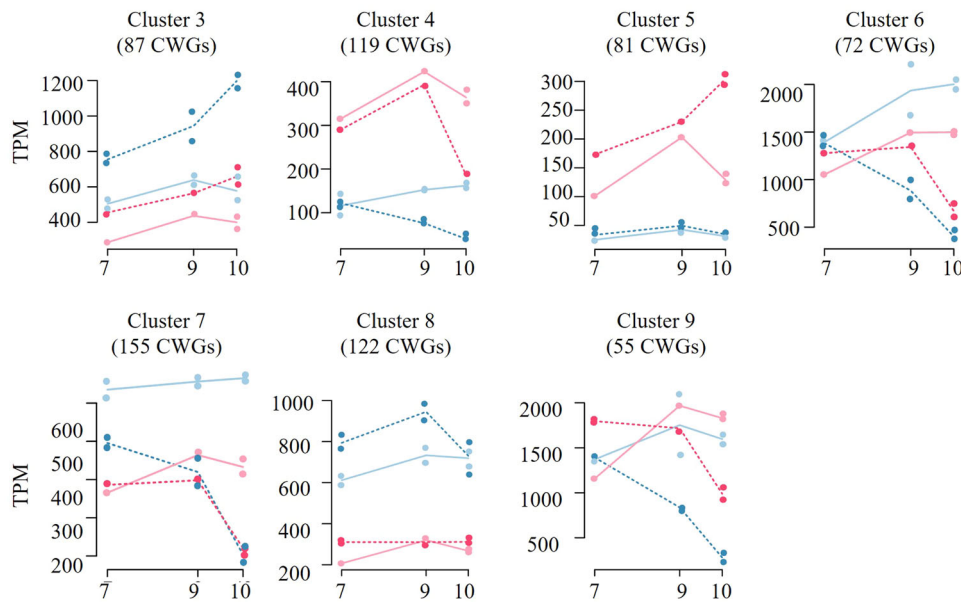 Cluster 3
(87 CWGs)
Cluster 4
(119 CWGs)
Cluster 5
(81 CWGs)
Cluster 6
(72 CWGs)
TPM
1200
1000
800
600
400
7 9 10
400
300
200
100
7 9 10
300
250
200
150
100
50
7 9 10
2000
1500
1000
500
7 9 10
Cluster 7
(155 CWGs)
Cluster 8
(122 CWGs)
Cluster 9
(55 CWGs)
TPM
600
500
400
300
200
7 9 10
1000
800
600
400
200
7 9 10
2000
1500
1000
500
7 9 10